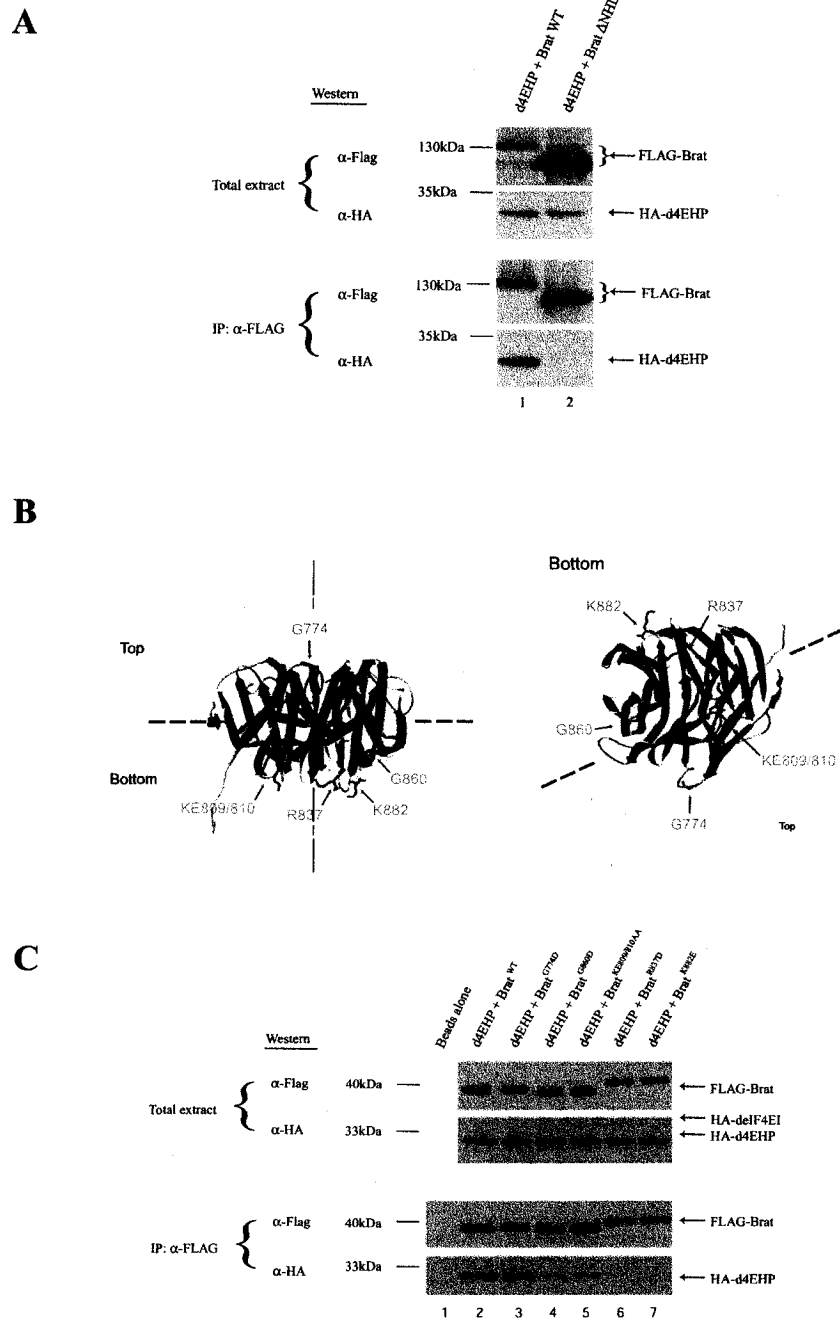 A
d4EHP + Brat WT
d4EHP + Brat ΔNHL
Western
Total extract
α-Flag
130kDa
FLAG-Brat
35kDa
α-HA
HA-d4EHP
IP: α-FLAG
α-Flag
130kDa
FLAG-Brat
35kDa
α-HA
HA-d4EHP
1 2
B
Top
G774
Bottom
KE809/810
R837
K882
G860
Bottom
K882
R837
G860
KE809/810
G774
Top
C
Beads alone
d4EHP + Brat WT
d4EHP + Brat G774D
d4EHP + Brat G860D
d4EHP + Brat KE809/810AA
d4EHP + Brat R837D
d4EHP + Brat K882E
Western
Total extract
α-Flag
40kDa
FLAG-Brat
HA-deIF4EI
α-HA
33kDa
HA-d4EHP
IP: α-FLAG
α-Flag
40kDa
FLAG-Brat
33kDa
α-HA
HA-d4EHP
1 2 3 4 5 6 7